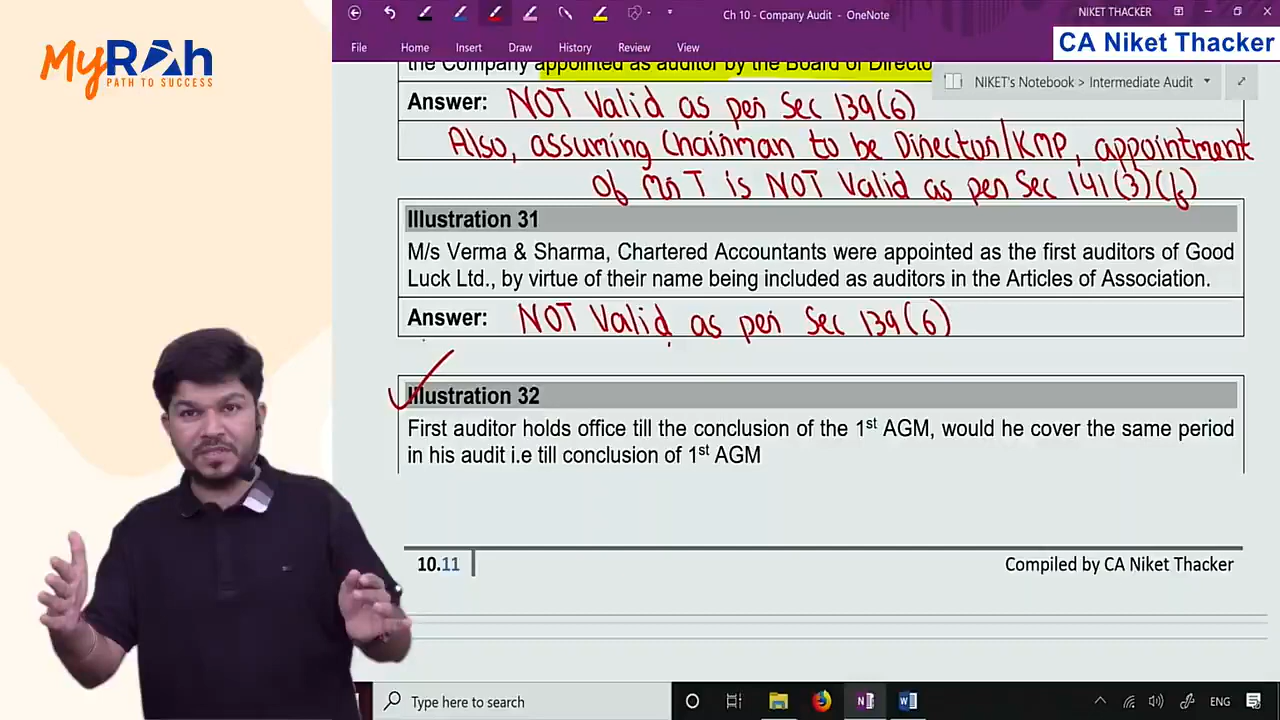 MyRAh
PATH TO SUCCESS
Ch 10 - Company Audit - OneNote
NIKET THACKER
File Home Insert Draw History Review View
CA Niket Thacker
NIKET's Notebook > Intermediate Audit
the Company appointed as auditor by the Board of Directo
Answer: NOT Valid as per Sec 139(6)
Also, assuming Chairman to be Director/KMP, appointment
of Mr T is NOT Valid as per Sec 141(3)(f)
Illustration 31
M/s Verma & Sharma, Chartered Accountants were appointed as the first auditors of Good
Luck Ltd., by virtue of their name being included as auditors in the Articles of Association.
Answer: NOT Valid as per Sec 139(6)
Illustration 32
First auditor holds office till the conclusion of the 1st AGM, would he cover the same period
in his audit i.e till conclusion of 1st AGM
10.11
Compiled by CA Niket Thacker
Type here to search
ENG